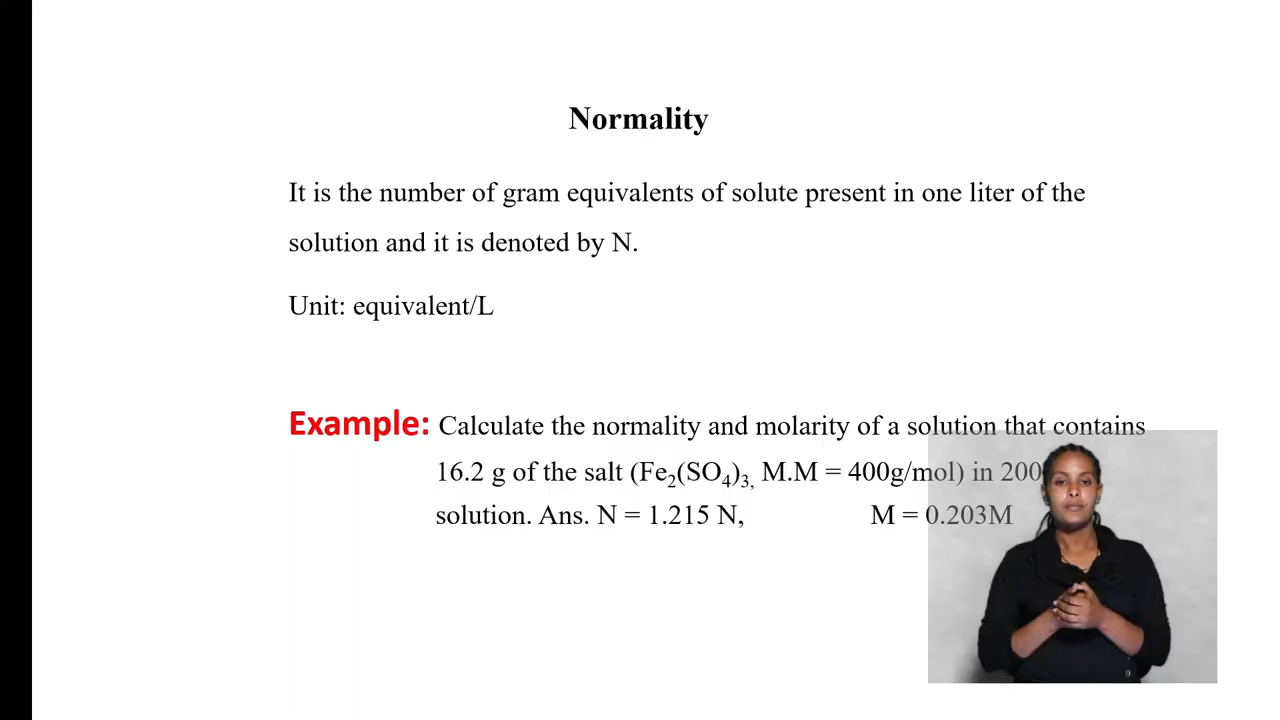 Normality
It is the number of gram equivalents of solute present in one liter of the
solution and it is denoted by N.
Unit: equivalent/L
Example: Calculate the normality and molarity of a solution that contains
16.2 g of the salt (Fe₂(SO₄)₃, M.M = 400g/mol) in 200
solution. Ans. N = 1.215 N, M = 0.203M